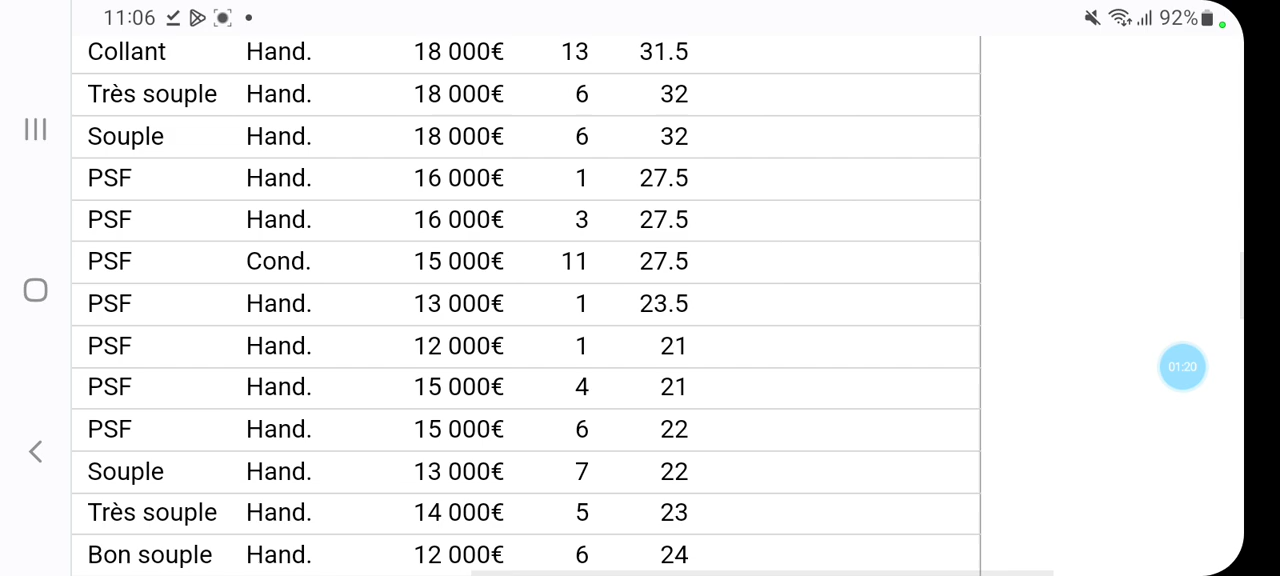 11:06 92%
Collant Hand. 18 000€ 13 31.5
Très souple Hand. 18 000€ 6 32
Souple Hand. 18 000€ 6 32
PSF Hand. 16 000€ 1 27.5
PSF Hand. 16 000€ 3 27.5
PSF Cond. 15 000€ 11 27.5
PSF Hand. 13 000€ 1 23.5
PSF Hand. 12 000€ 1 21
01:20
PSF Hand. 15 000€ 4 21
PSF Hand. 15 000€ 6 22
Souple Hand. 13 000€ 7 22
Très souple Hand. 14 000€ 5 23
Bon souple Hand. 12 000€ 6 24